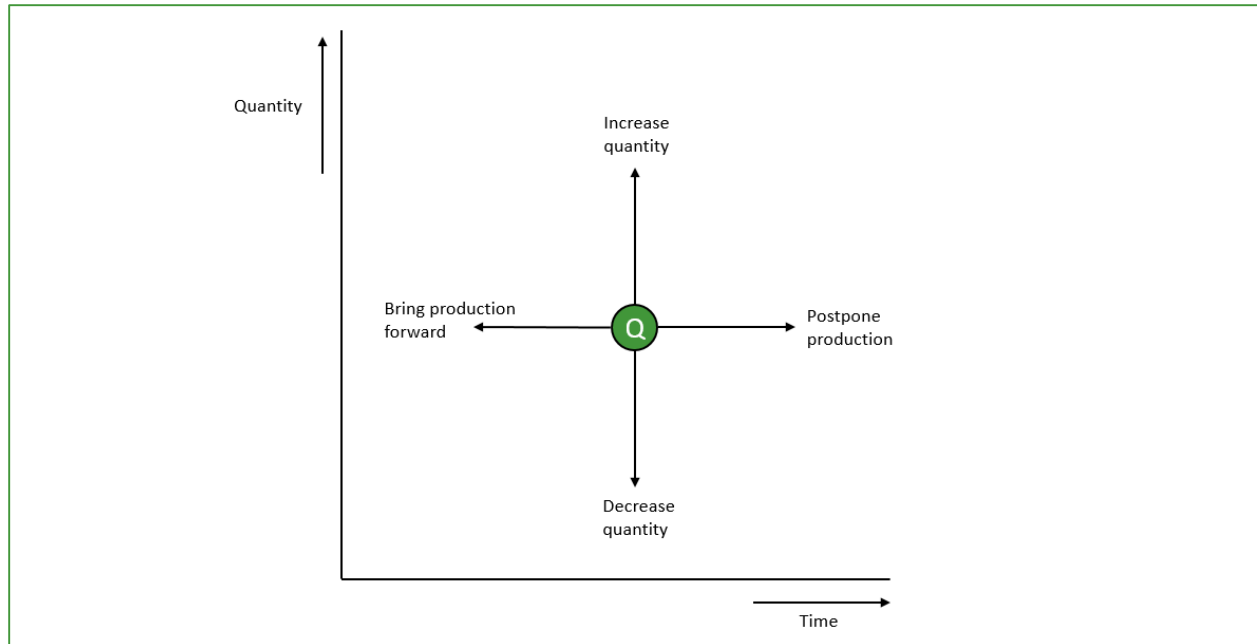 Quantity
Increase
quantity
Bring production
forward
Q
Postpone
production
Decrease
quantity
Time